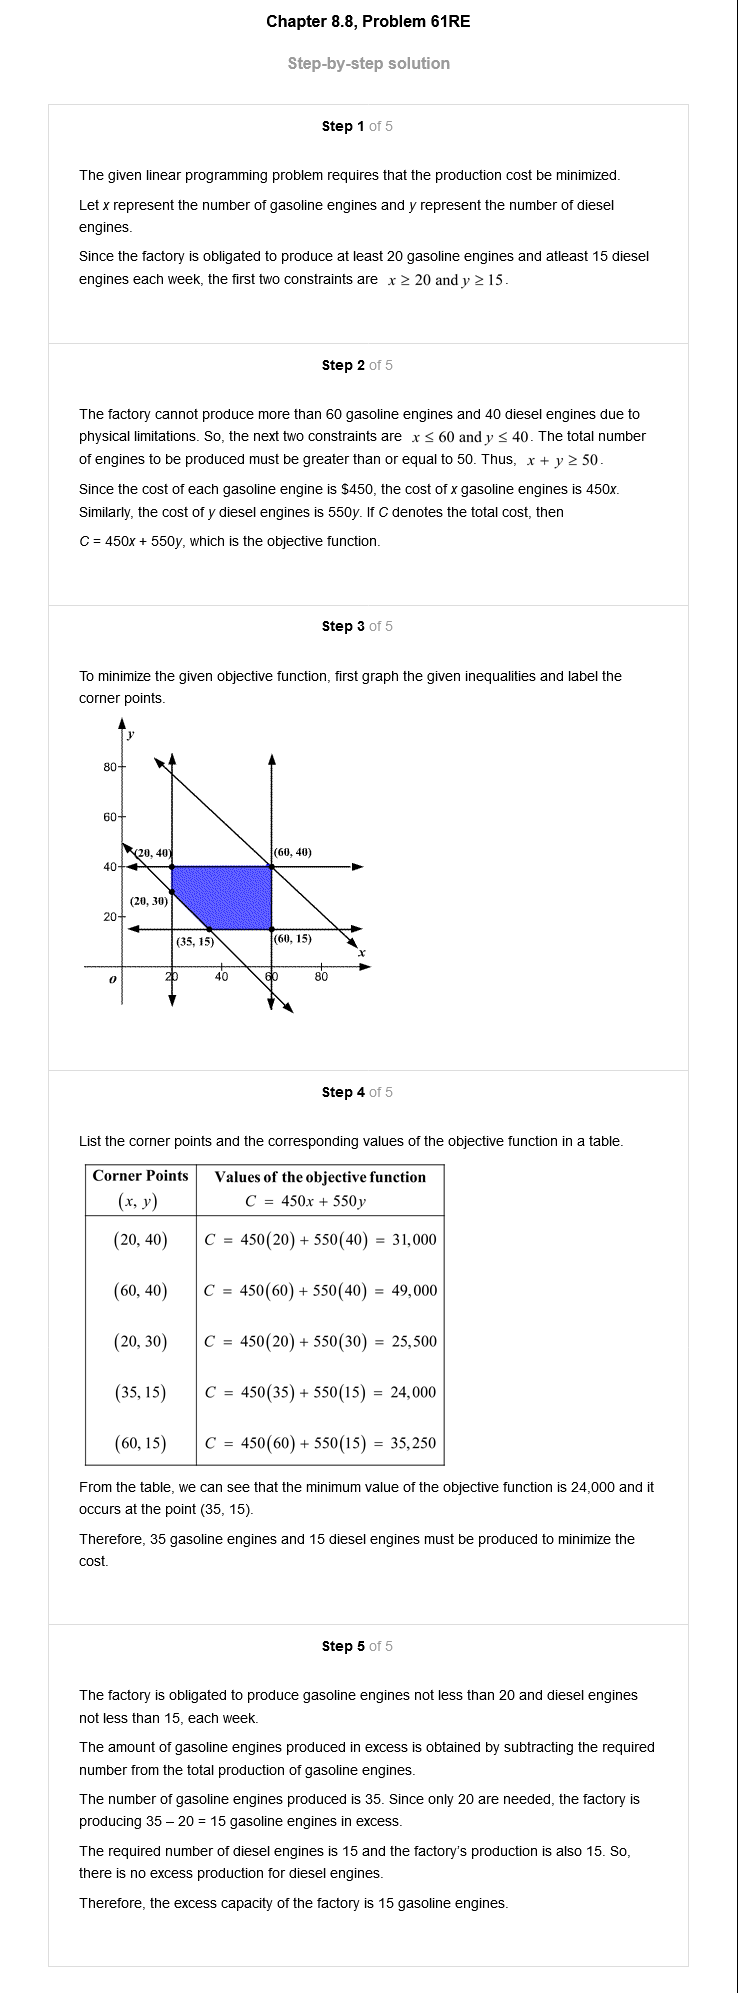 Chapter 8.8, Problem 61RE
Step-by-step solution
Step 1 of 5
The given linear programming problem requires that the production cost be minimized.
Let x represent the number of gasoline engines and y represent the number of diesel
engines.
Since the factory is obligated to produce at least 20 gasoline engines and atleast 15 diesel
engines each week, the first two constraints are x ≥ 20 and y ≥ 15.
Step 2 of 5
The factory cannot produce more than 60 gasoline engines and 40 diesel engines due to
physical limitations. So, the next two constraints are x ≤ 60 and y ≤ 40. The total number
of engines to be produced must be greater than or equal to 50. Thus, x + y ≥ 50.
Since the cost of each gasoline engine is $450, the cost of x gasoline engines is 450x.
Similarly, the cost of y diesel engines is 550y. If C denotes the total cost, then
C = 450x + 550y, which is the objective function.
Step 3 of 5
To minimize the given objective function, first graph the given inequalities and label the
corner points.
y
80
60
(20, 40)
(60, 40)
40
(20, 30)
20
(35, 15)
(60, 15)
x
o
20
40
60
80
Step 4 of 5
List the corner points and the corresponding values of the objective function in a table.
Corner Points Values of the objective function
(x, y) C = 450x + 550y
(20, 40) C = 450(20) + 550(40) = 31,000
(60, 40) C = 450(60) + 550(40) = 49,000
(20, 30) C = 450(20) + 550(30) = 25,500
(35, 15) C = 450(35) + 550(15) = 24,000
(60, 15) C = 450(60) + 550(15) = 35,250
From the table, we can see that the minimum value of the objective function is 24,000 and it
occurs at the point (35, 15).
Therefore, 35 gasoline engines and 15 diesel engines must be produced to minimize the
cost.
Step 5 of 5
The factory is obligated to produce gasoline engines not less than 20 and diesel engines
not less than 15, each week.
The amount of gasoline engines produced in excess is obtained by subtracting the required
number from the total production of gasoline engines.
The number of gasoline engines produced is 35. Since only 20 are needed, the factory is
producing 35 – 20 = 15 gasoline engines in excess.
The required number of diesel engines is 15 and the factory's production is also 15. So,
there is no excess production for diesel engines.
Therefore, the excess capacity of the factory is 15 gasoline engines.